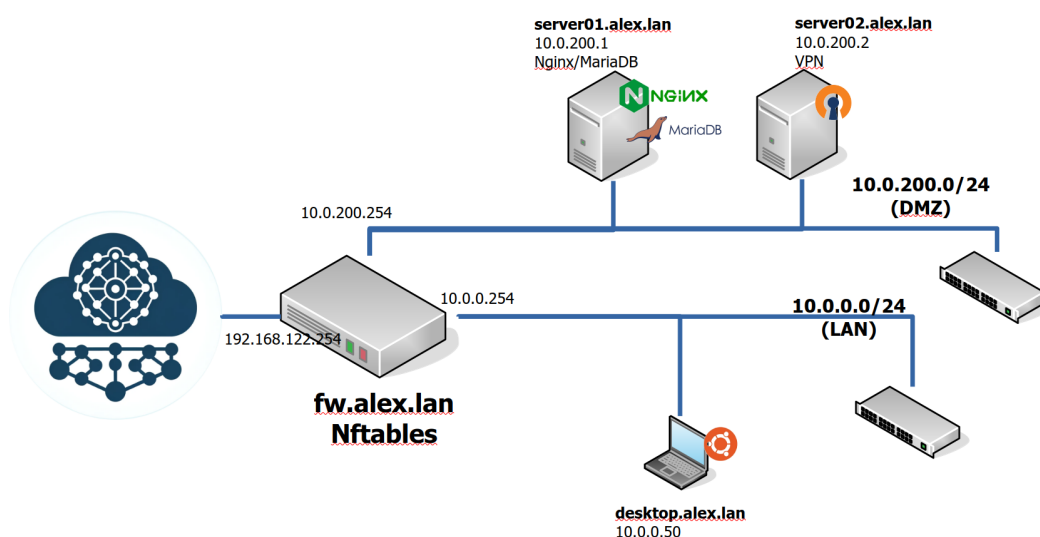 server01.alex.lan
10.0.200.1
Nginx/MariaDB
NGINX
MariaDB
server02.alex.lan
10.0.200.2
VPN
10.0.200.0/24
(DMZ)
10.0.200.254
10.0.0.254
192.168.122.254
10.0.0.0/24
(LAN)
fw.alex.lan
Nftables
desktop.alex.lan
10.0.0.50